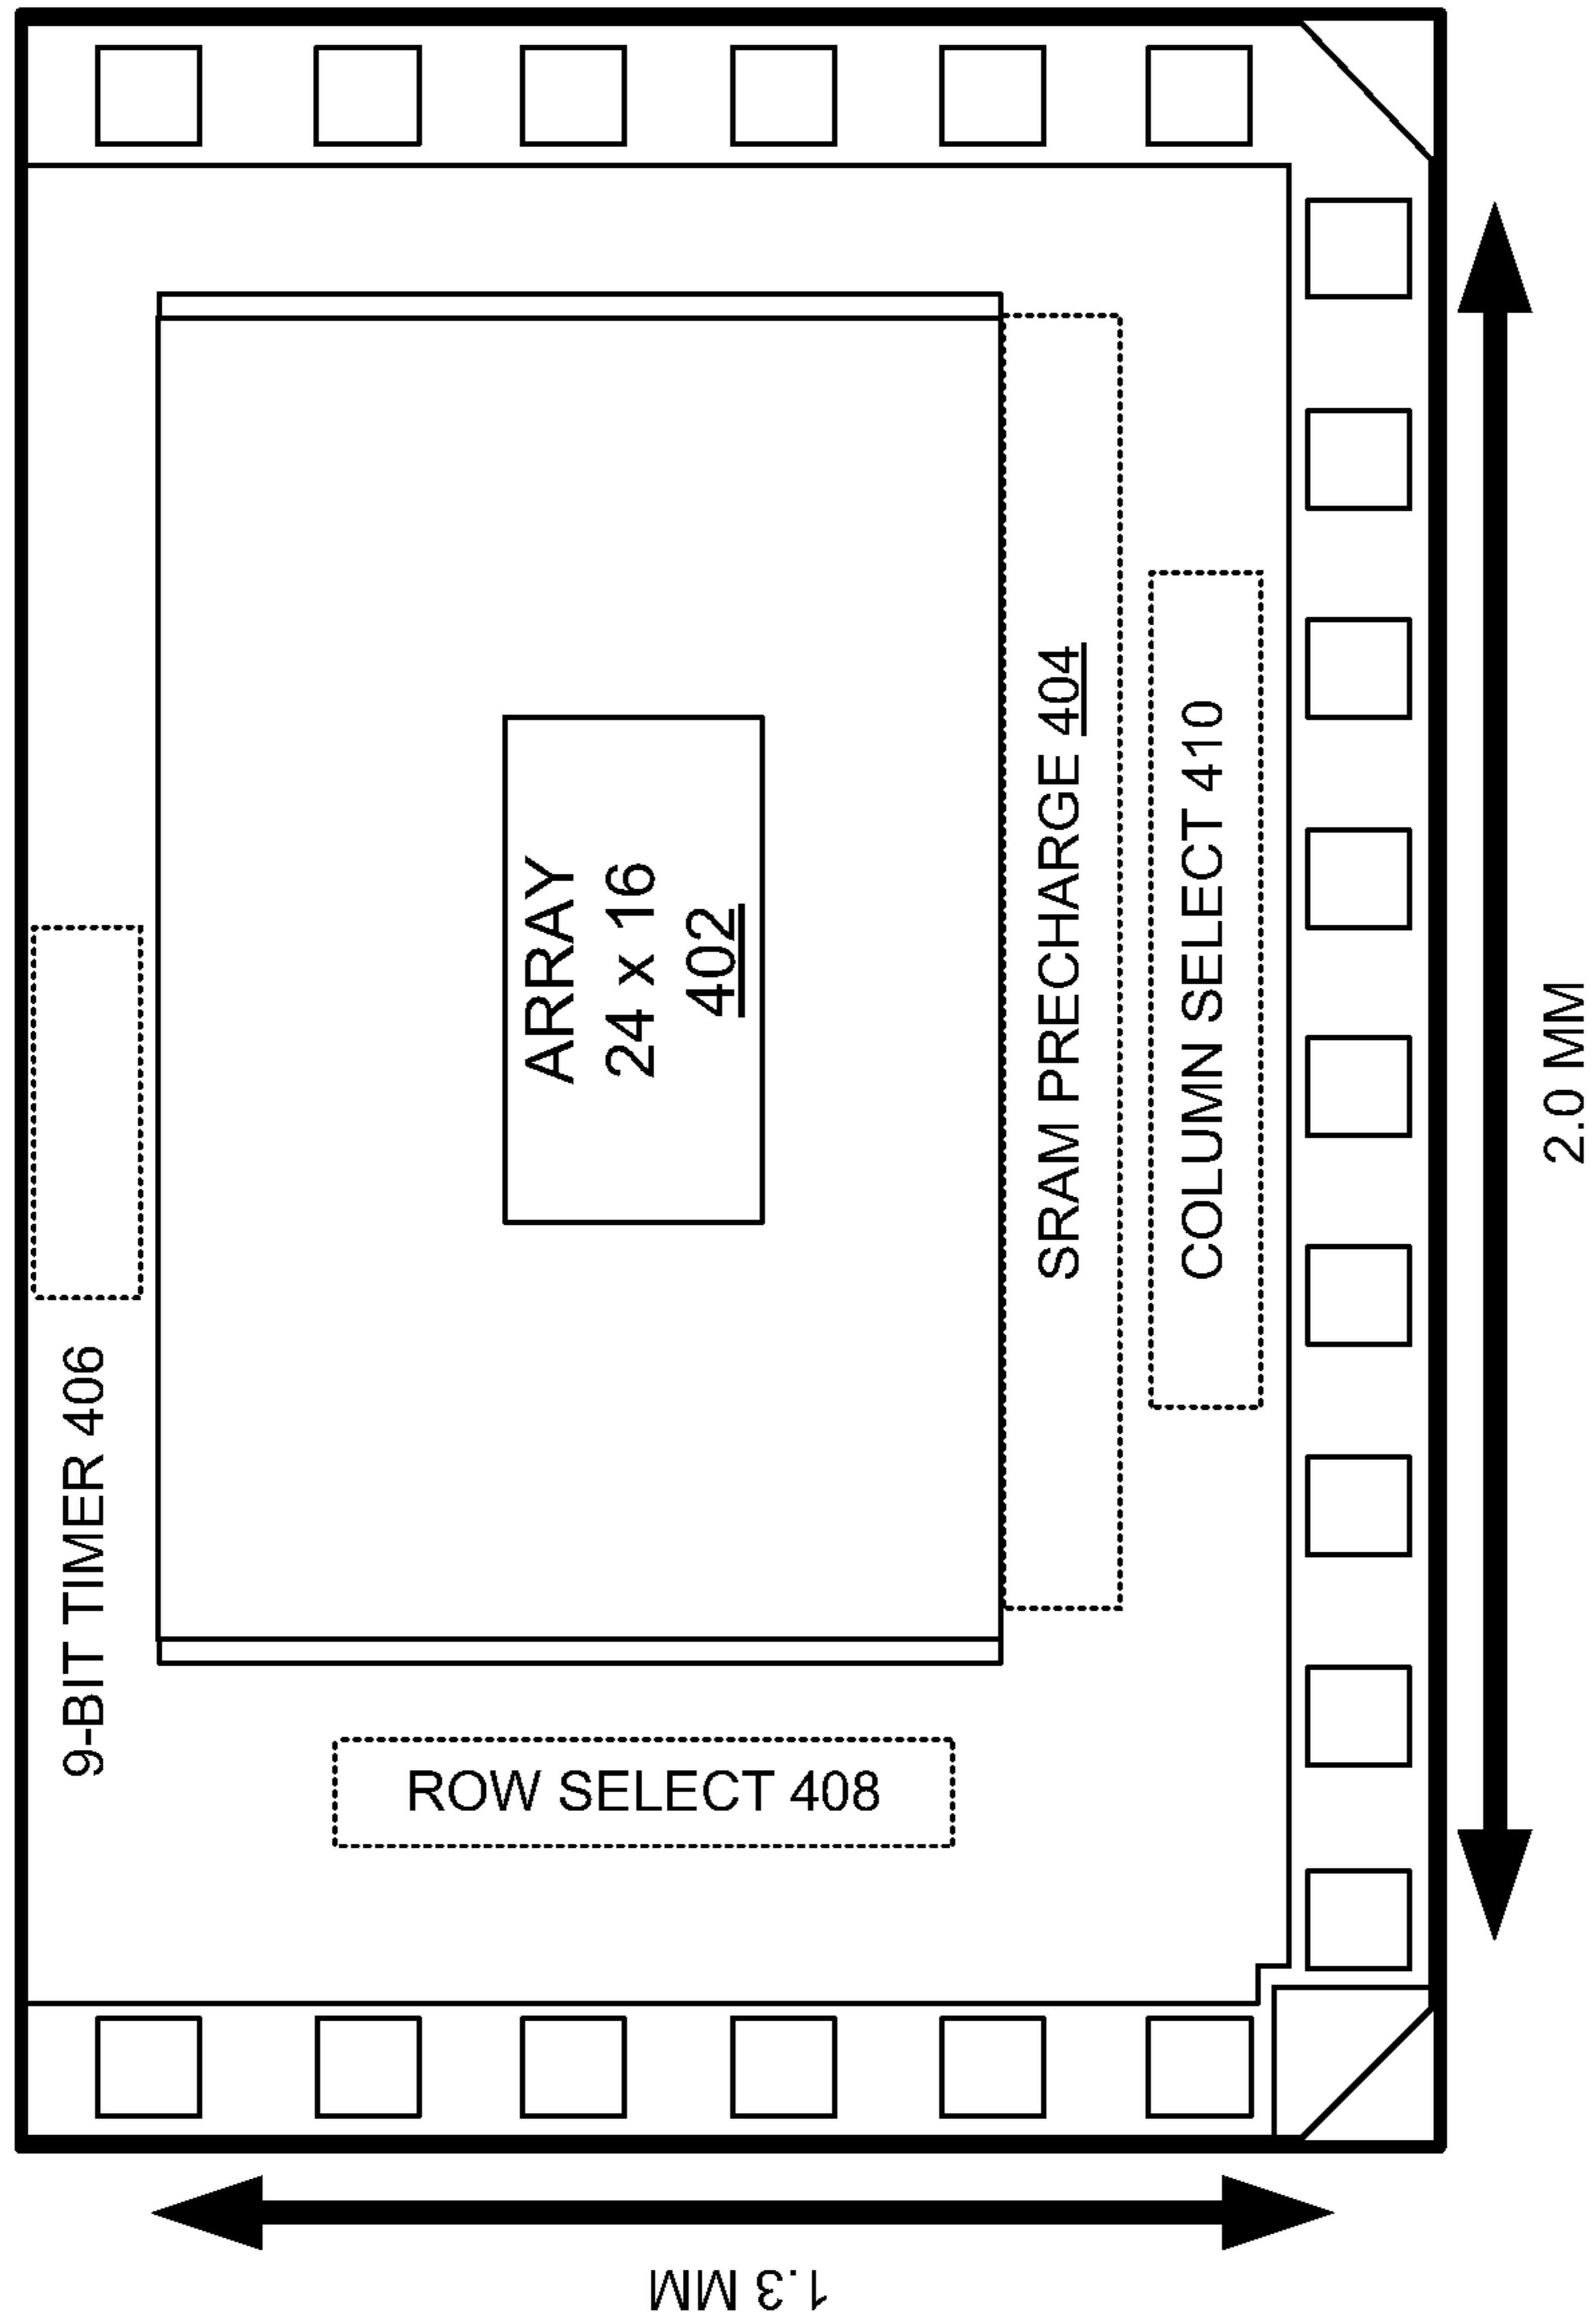 9-BIT TIMER 406
ARRAY
24 x 16
402
SRAM PRECHARGE 404
COLUMN SELECT 410
ROW SELECT 408
2.0 MM
1.3 MM